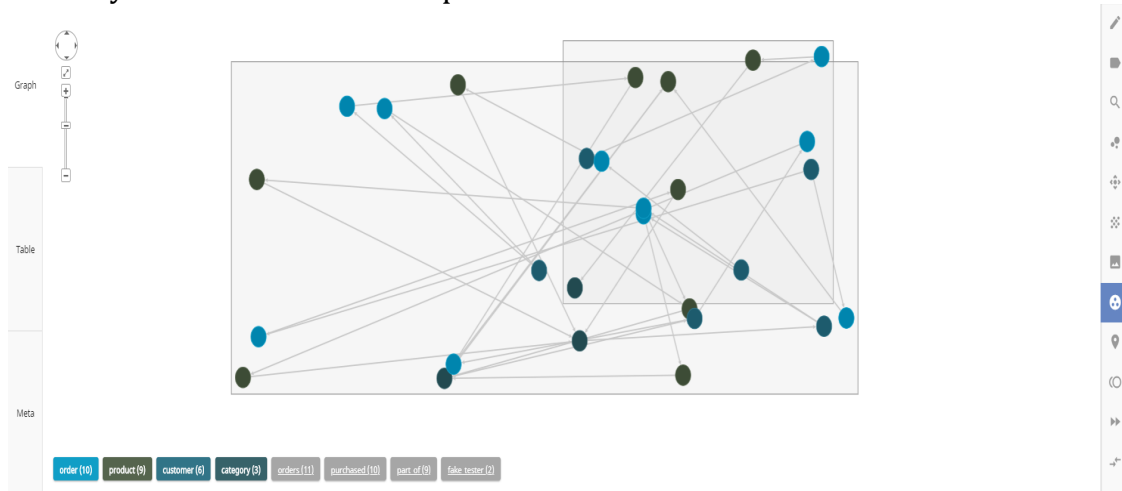 Graph
Table
Meta
order (10) product (9) customer (6) category (3) orders (11) purchased (10) part of (9) fake tester (2)